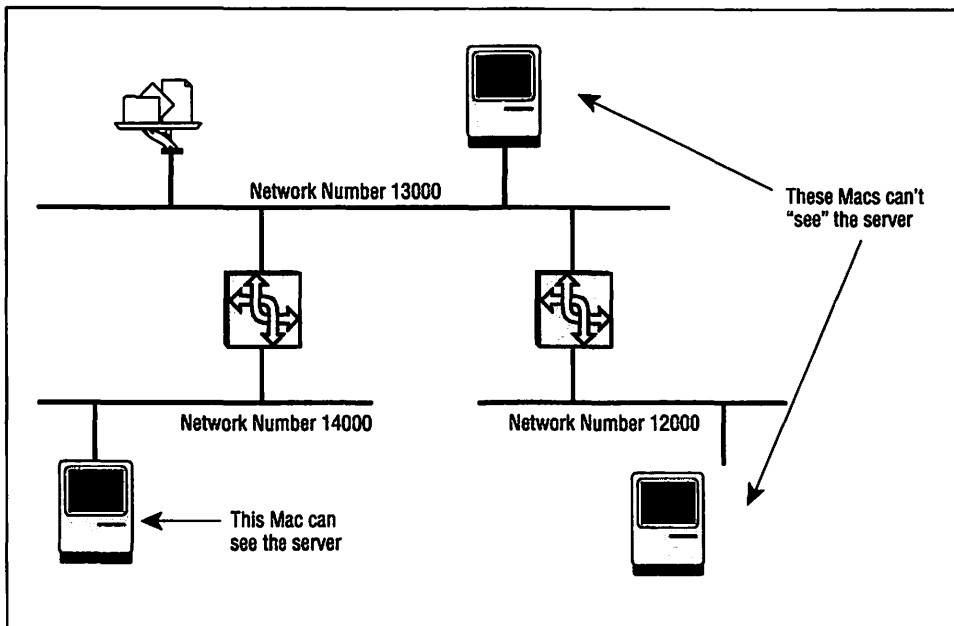 Network Number 13000
These Macs can't
"see" the server
Network Number 14000
Network Number 12000
This Mac can
see the server